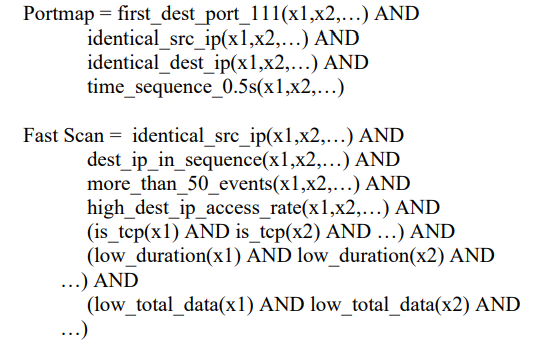 Portmap = first_dest_port_111(x1,x2,…) AND
identical_src_ip(x1,x2,…) AND
identical_dest_ip(x1,x2,…) AND
time_sequence_0.5s(x1,x2,…)
Fast Scan = identical_src_ip(x1,x2,…) AND
dest_ip_in_sequence(x1,x2,…) AND
more_than_50_events(x1,x2,…) AND
high_dest_ip_access_rate(x1,x2,…) AND
(is_tcp(x1) AND is_tcp(x2) AND …) AND
(low_duration(x1) AND low_duration(x2) AND
…) AND
(low_total_data(x1) AND low_total_data(x2) AND
…)